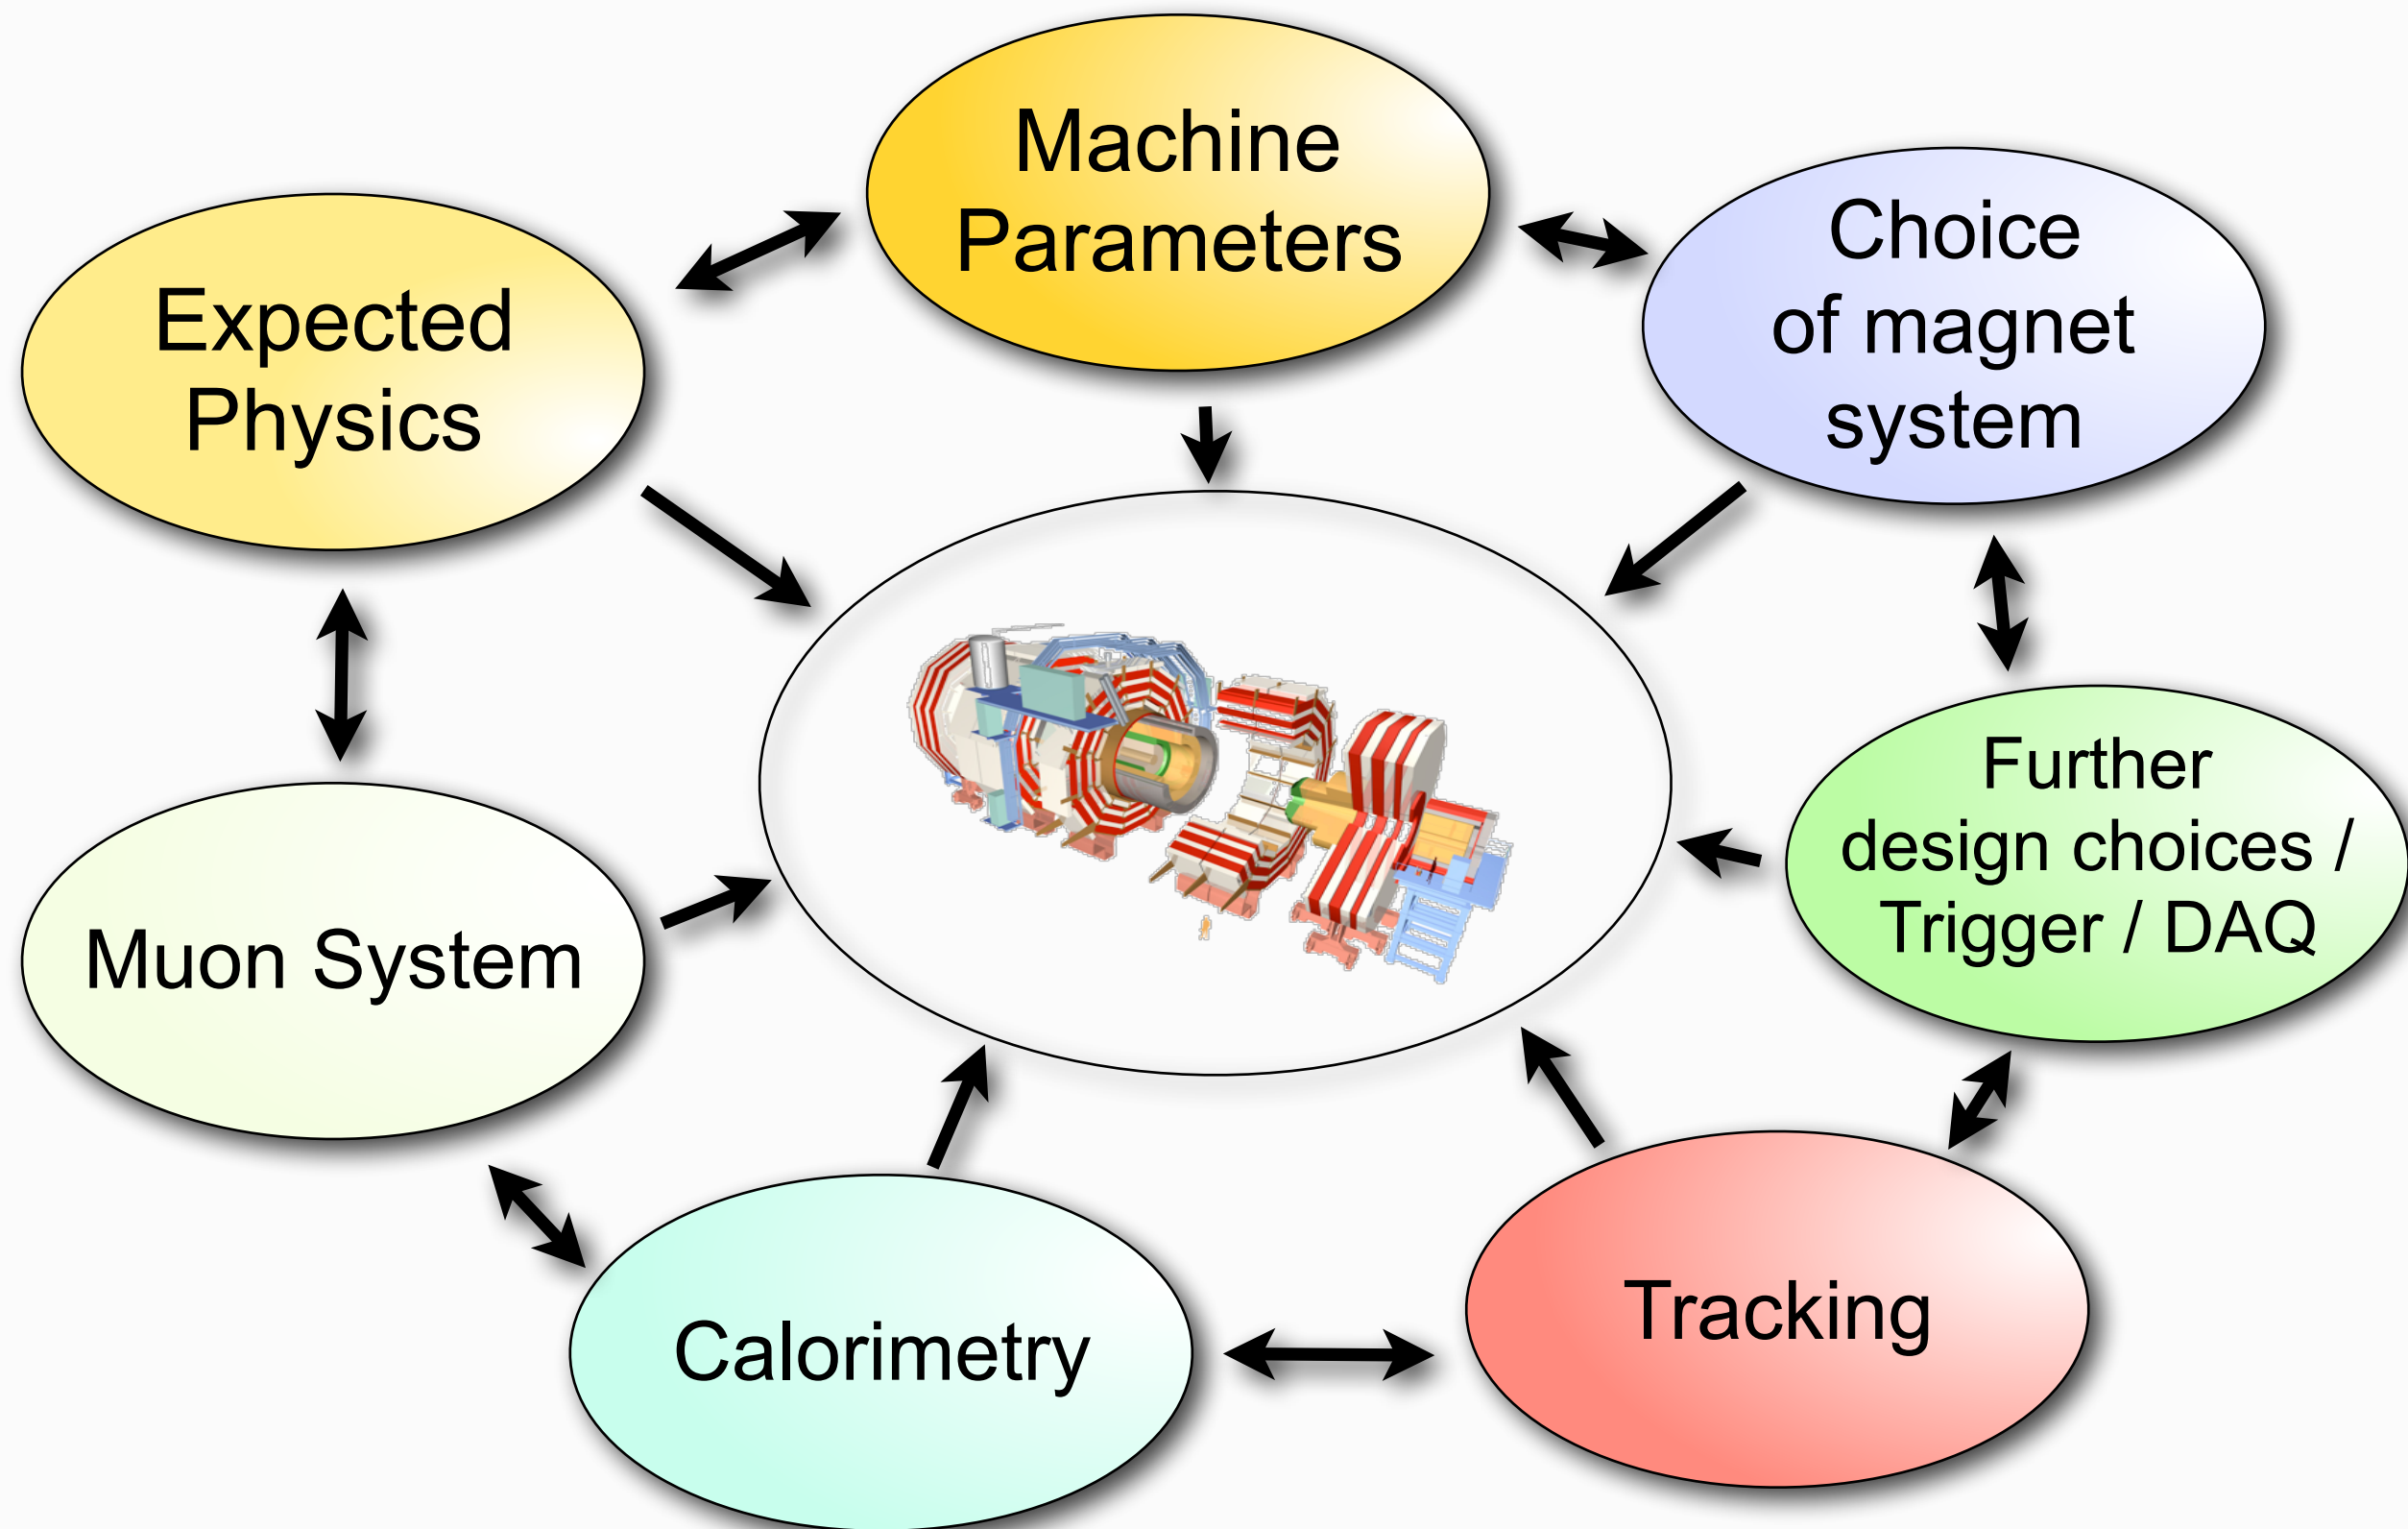 Machine
Parameters
Choice
of magnet
system
Expected
Physics
Further
design choices /
Trigger / DAQ
Muon System
Tracking
Calorimetry